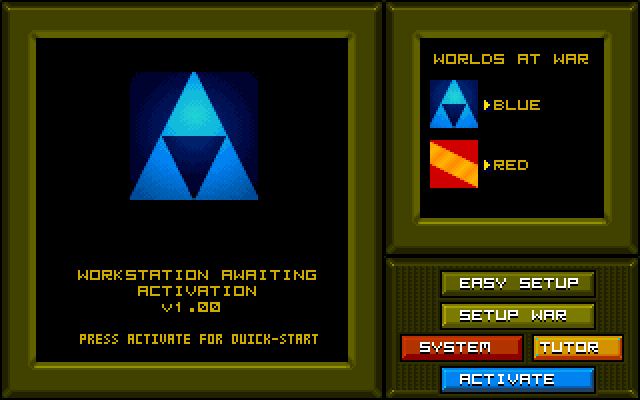 WORKSTATION AWAITING
ACTIVATION
v1.00
PRESS ACTIVATE FOR QUICK-START
WORLDS AT WAR
BLUE
RED
EASY SETUP
SETUP WAR
SYSTEM
TUTOR
ACTIVATE